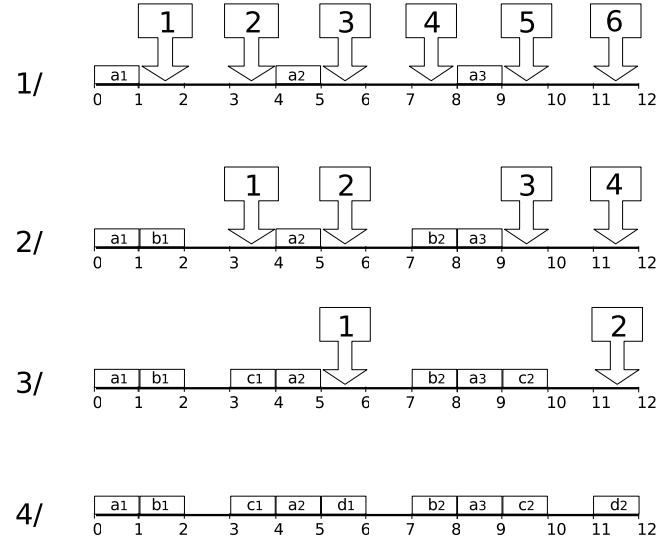 1 2 3 4 5 6
1/ a1 a2 a3
0 1 3 4 5 6 7 8 9 10 11 12
1 2 3 4
2/ a1 b1 a2 b2 a3
0 1 2 3 4 5 6 7 8 9 10 11 12
1 2
3/ a1 b1 c1 a2 b2 a3 c2
0 1 2 3 4 5 6 7 8 9 10 11 12
4/ a1 b1 c1 a2 d1 b2 a3 c2 d2
0 1 2 3 4 5 6 7 8 9 10 11 12